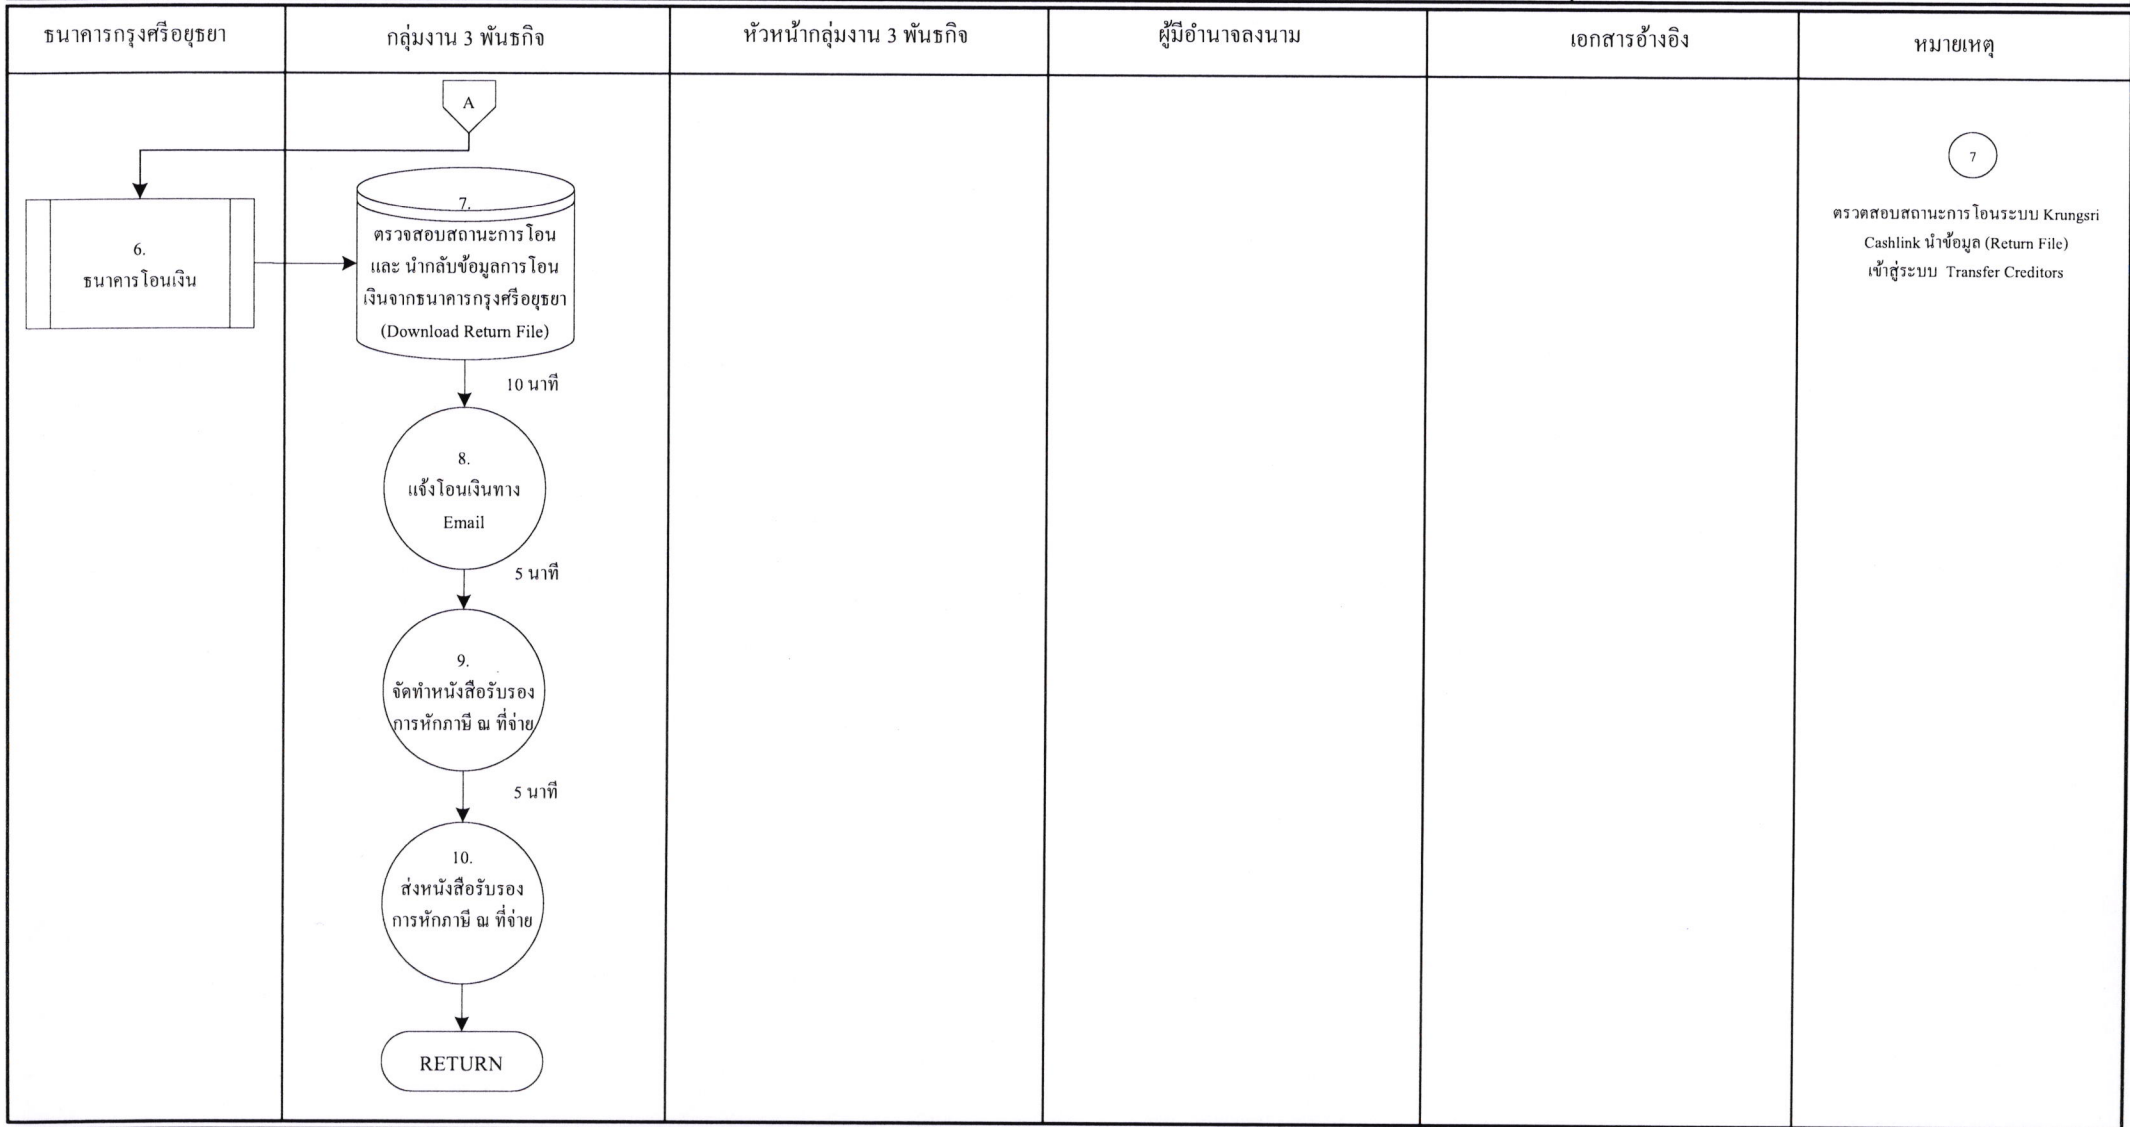 ธนาคารกรุงศรีอยุธยา
กลุ่มงาน 3 พันธกิจ
หัวหน้ากลุ่มงาน 3 พันธกิจ
ผู้มีอำนาจลงนาม
เอกสารอ้างอิง
หมายเหตุ
A
6.
ธนาคารโอนเงิน
7.
ตรวจสอบสถานะการโอน
และ นำกลับข้อมูลการโอน
เงินจากธนาคารกรุงศรีอยุธยา
(Download Return File)
10 นาที
8.
แจ้งโอนเงินทาง
Email
5 นาที
9.
จัดทำหนังสือรับรอง
การหักภาษี ณ ที่จ่าย
5 นาที
10.
ส่งหนังสือรับรอง
การหักภาษี ณ ที่จ่าย
RETURN
7
ตรวตสอบสถานะการโอนระบบ Krungsri
Cashlink นำข้อมูล (Return File)
เข้าสู่ระบบ Transfer Creditors